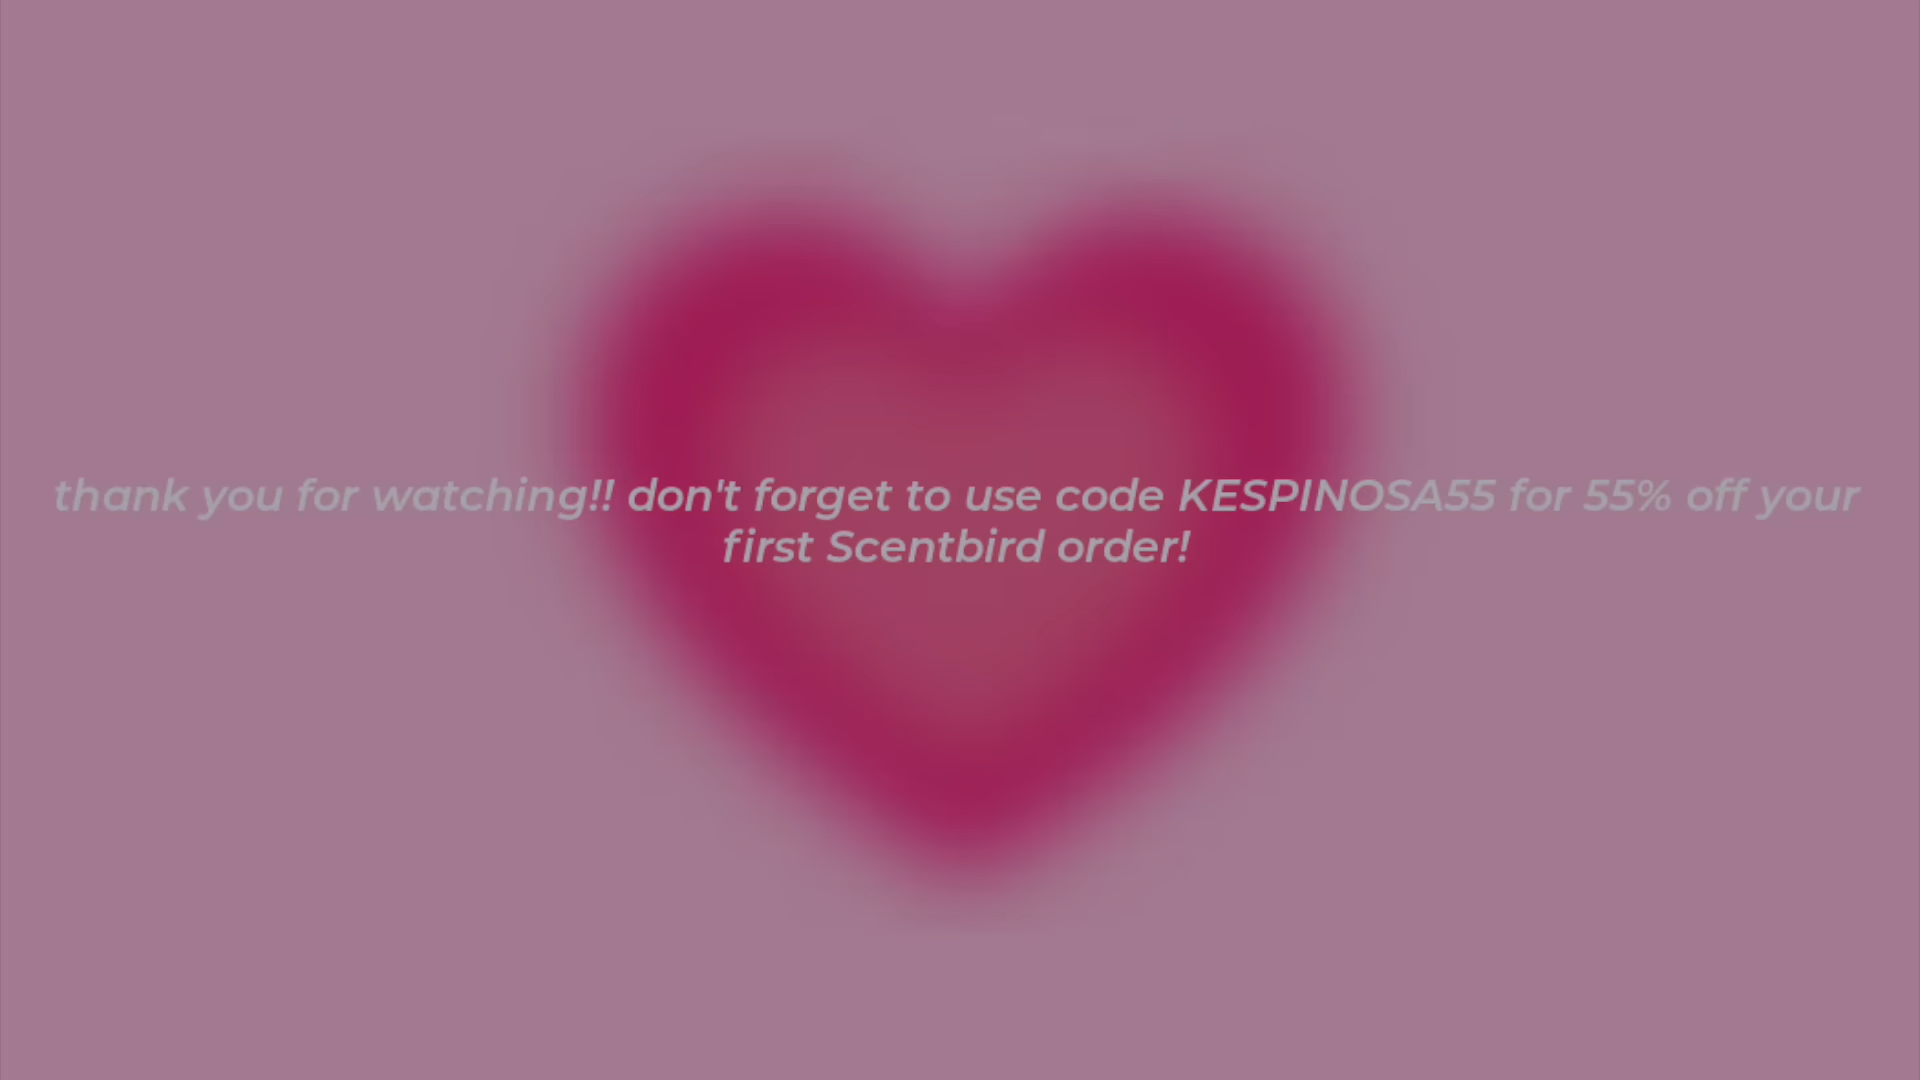 thank you for watching!! don't forget to use code KESPINOSA55 for 55% off your
first Scentbird order!